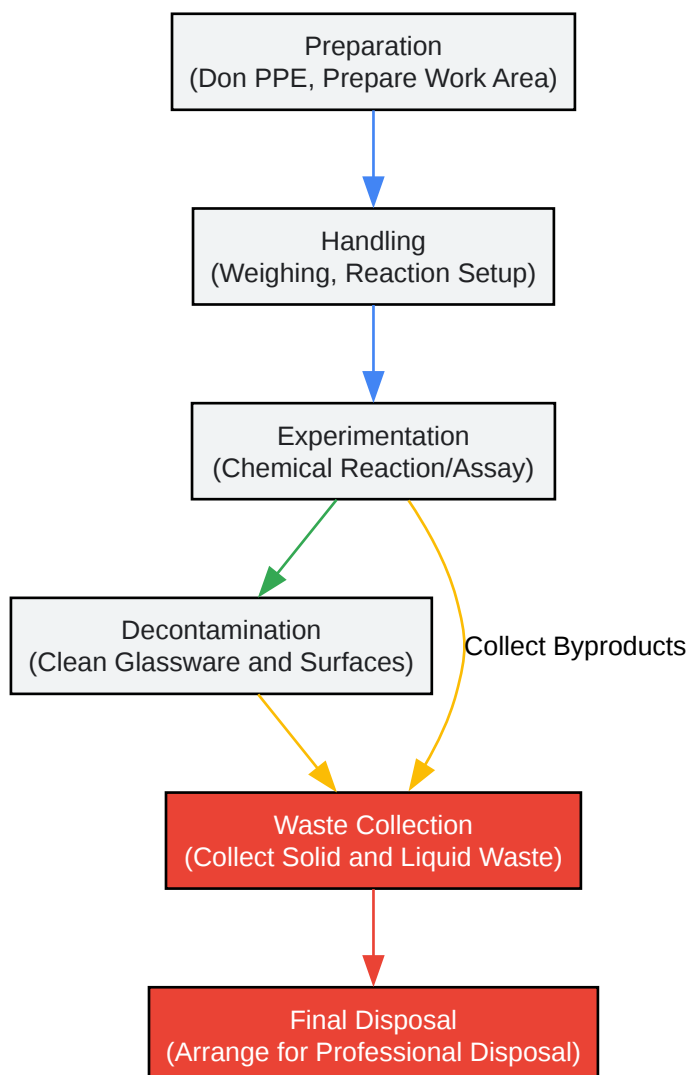 Preparation
(Don PPE, Prepare Work Area)
Handling
(Weighing, Reaction Setup)
Experimentation
(Chemical Reaction/Assay)
Decontamination
(Clean Glassware and Surfaces)
Collect Byproducts
Waste Collection
(Collect Solid and Liquid Waste)
Final Disposal
(Arrange for Professional Disposal)